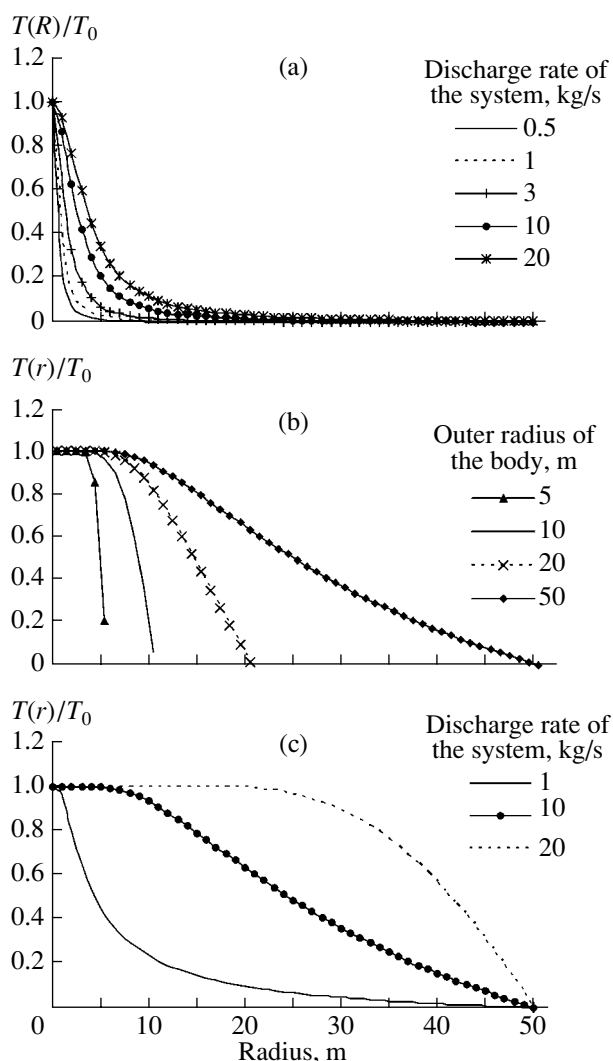 T(R)/T0
1.2
1.0
0.8
0.6
0.4
0.2
0
(a)
Discharge rate of
the system, kg/s
0.5
1
3
10
20
T(r)/T0
1.2
1.0
0.8
0.6
0.4
0.2
0
(b)
Outer radius of
the body, m
5
10
20
50
T(r)/T0
1.2
1.0
0.8
0.6
0.4
0.2
(c)
Discharge rate of
the system, kg/s
1
10
20
0 10 20 30 40 50
Radius, m